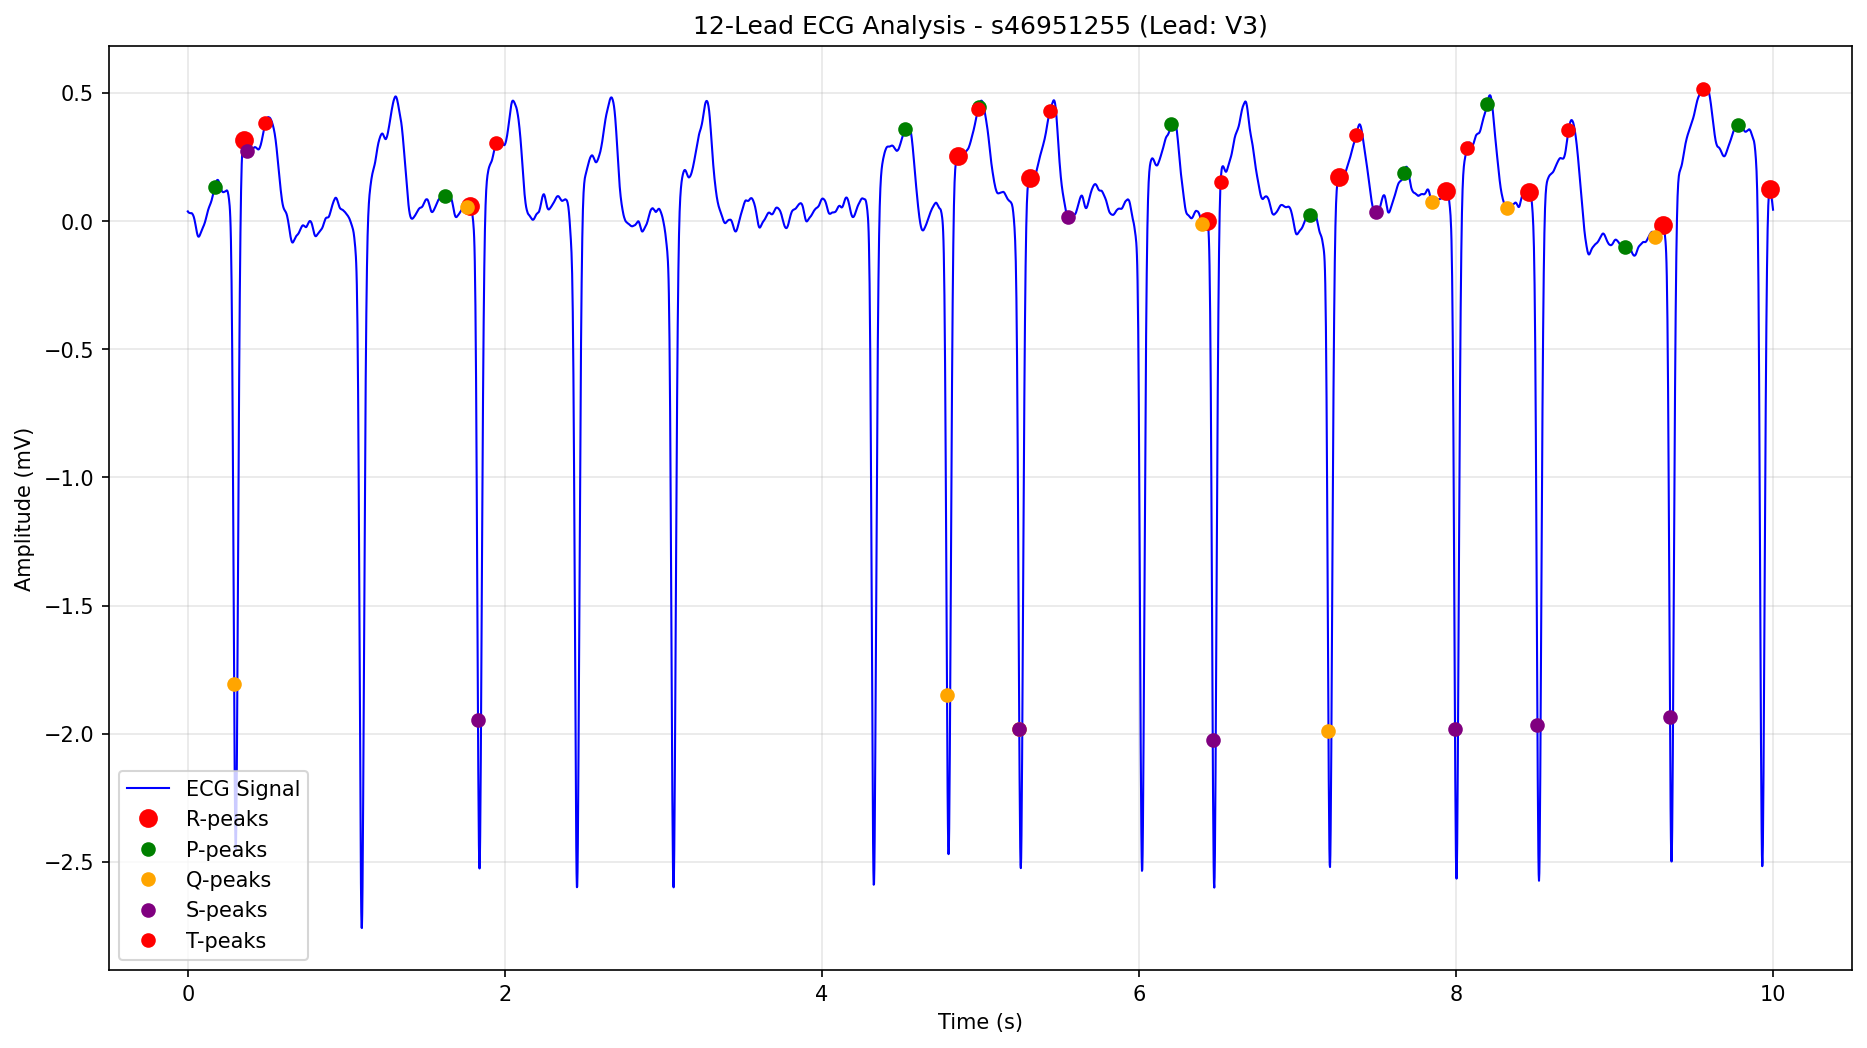 12-Lead ECG Analysis - s46951255 (Lead: V3)
0.5
0.0
−0.5
−1.0
−1.5
−2.0
−2.5
Amplitude (mV)
ECG Signal
R-peaks
P-peaks
Q-peaks
S-peaks
T-peaks
0 2 4 6 8 10
Time (s)